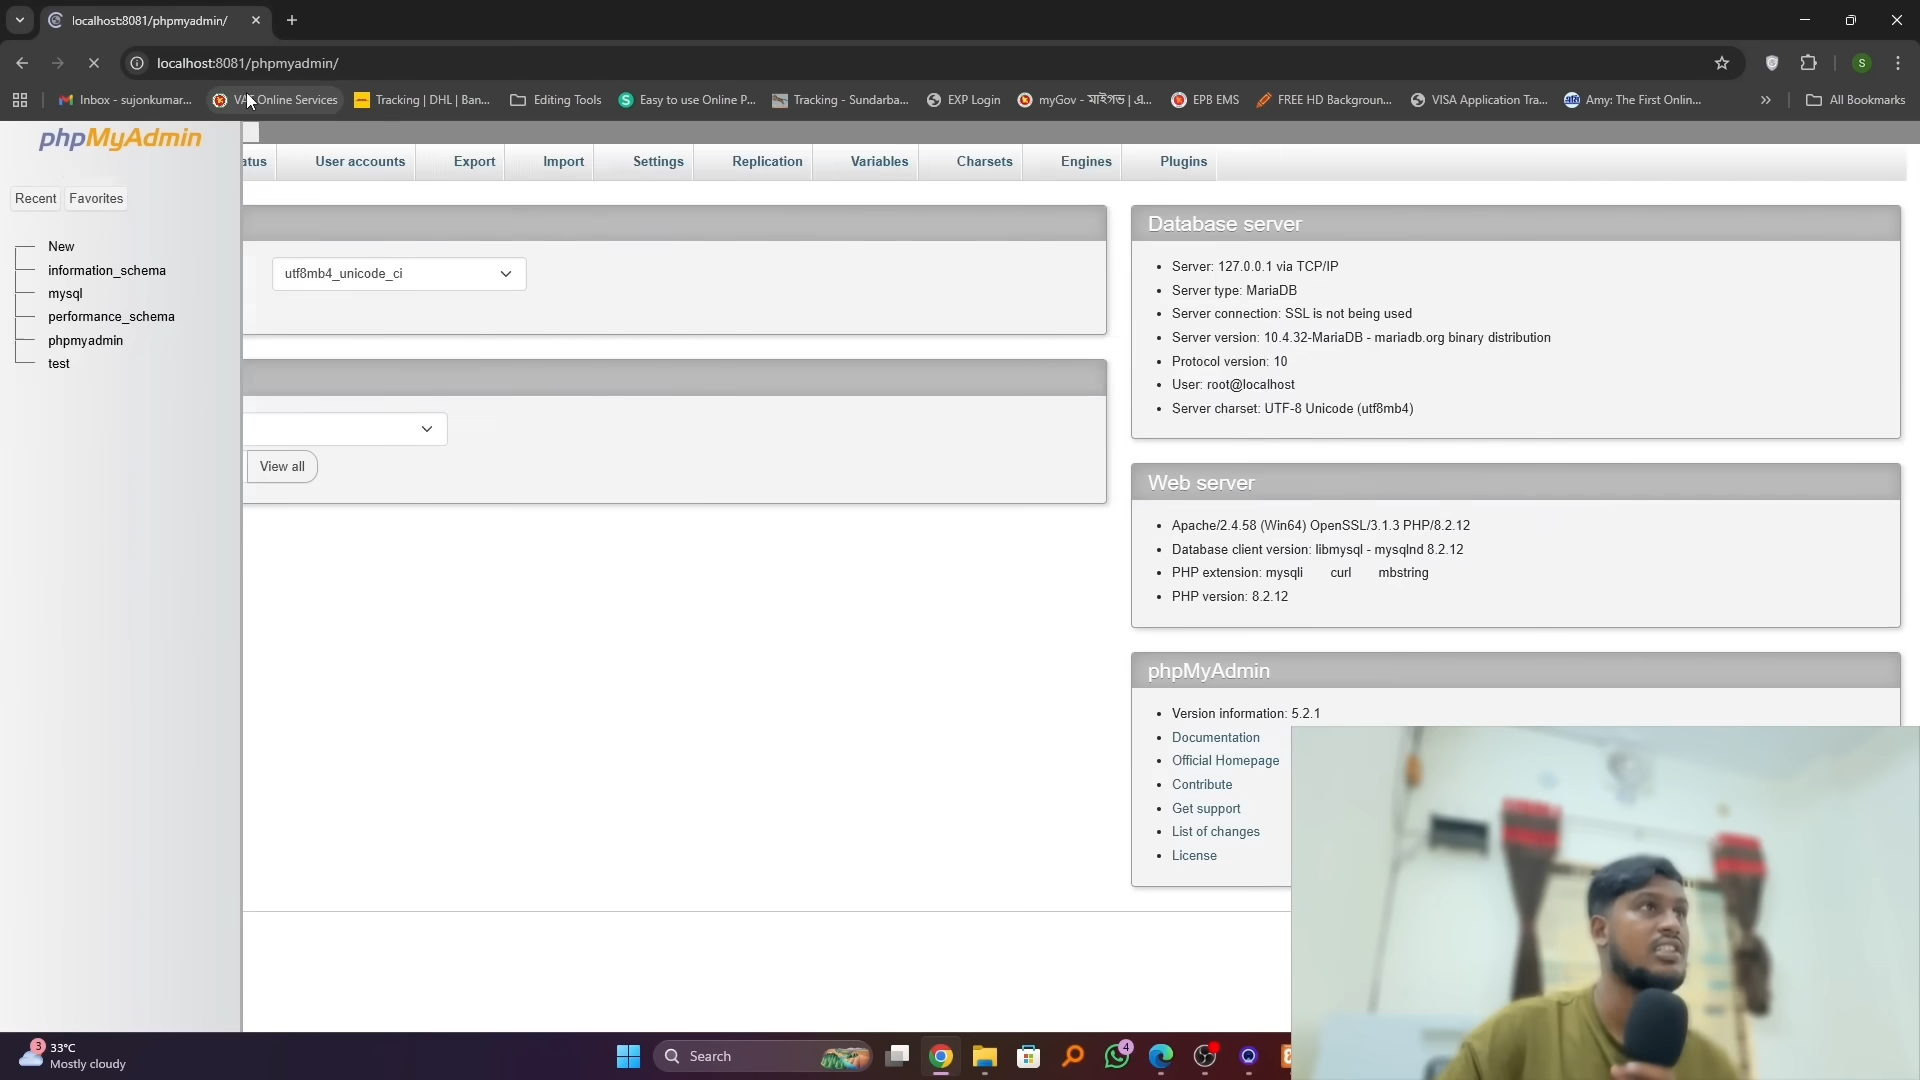 localhost:8081/phpmyadmin/
localhost:8081/phpmyadmin/
S
Inbox - sujonkumar...
Online Services
Tracking | DHL | Ban...
Editing Tools
Easy to use Online P...
Tracking - Sundarba...
EXP Login
myGov - মাইগভ | এ...
EPB EMS
FREE HD Backgroun...
VISA Application Tra...
Amy: The First Onlin...
All Bookmarks
phpMyAdmin
atus
User accounts
Export
Import
Settings
Replication
Variables
Charsets
Engines
Plugins
Recent
Favorites
New
information_schema
mysql
performance_schema
phpmyadmin
test
utf8mb4_unicode_ci
View all
Database server
Server: 127.0.0.1 via TCP/IP
Server type: MariaDB
Server connection: SSL is not being used
Server version: 10.4.32-MariaDB - mariadb.org binary distribution
Protocol version: 10
User: root@localhost
Server charset: UTF-8 Unicode (utf8mb4)
Web server
Apache/2.4.58 (Win64) OpenSSL/3.1.3 PHP/8.2.12
Database client version: libmysql - mysqlnd 8.2.12
PHP extension: mysqli curl mbstring
PHP version: 8.2.12
phpMyAdmin
Version information: 5.2.1
Documentation
Official Homepage
Contribute
Get support
List of changes
License
3
33°C
Mostly cloudy
Search
4